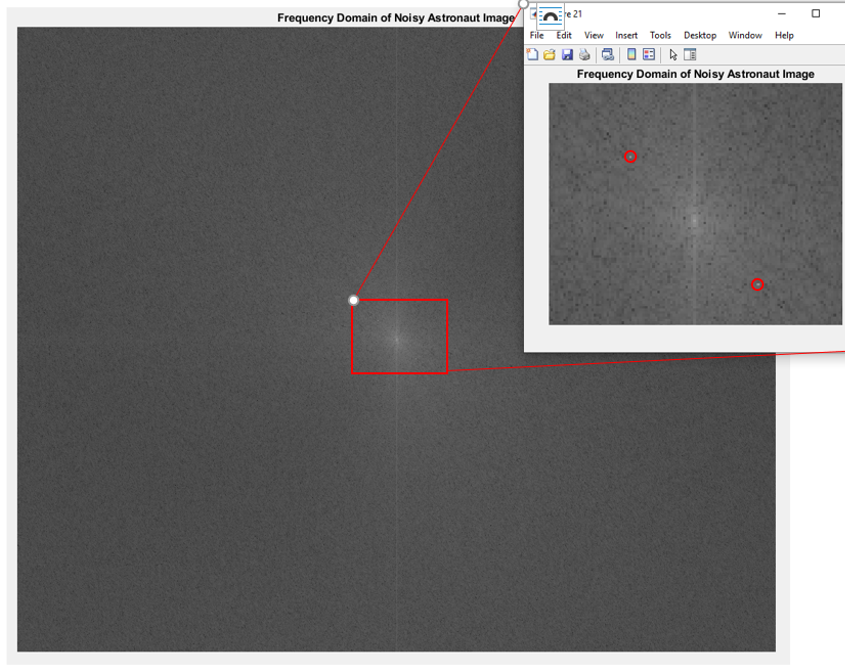 Frequency Domain of Noisy Astronaut Image
re 21
File Edit View Insert Tools Desktop Window Help
Frequency Domain of Noisy Astronaut Image